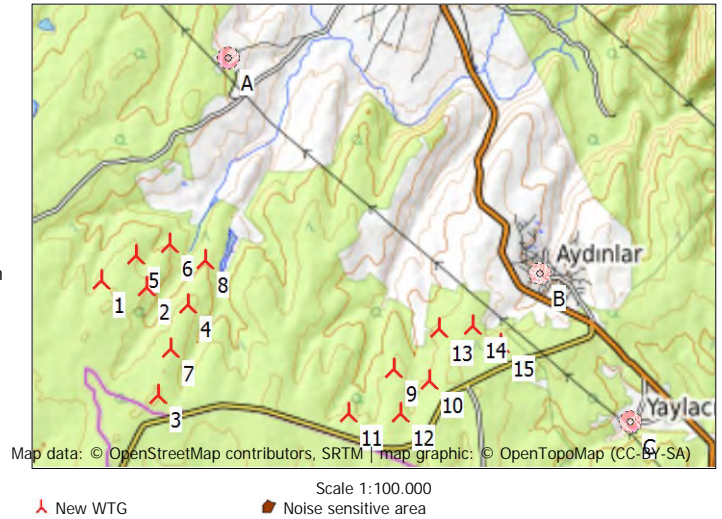 A
Aydınlar
B
6
5
8
1
2
4
13
14
7
15
9
10
3
11
12
Yaylacı
C
Map data: © OpenStreetMap contributors, SRTM | map graphic: © OpenTopoMap (CC-BY-SA)
Scale 1:100.000
New WTG
Noise sensitive area